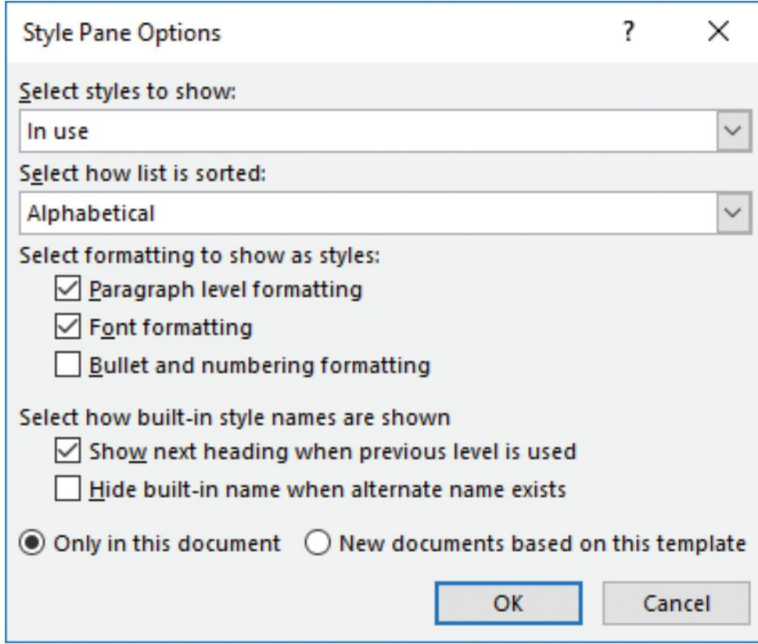 Style Pane Options ?
Select styles to show:
In use
Select how list is sorted:
Alphabetical
Select formatting to show as styles:
Paragraph level formatting
Font formatting
Bullet and numbering formatting
Select how built-in style names are shown
Show next heading when previous level is used
Hide built-in name when alternate name exists
Only in this document New documents based on this template
OK Cancel